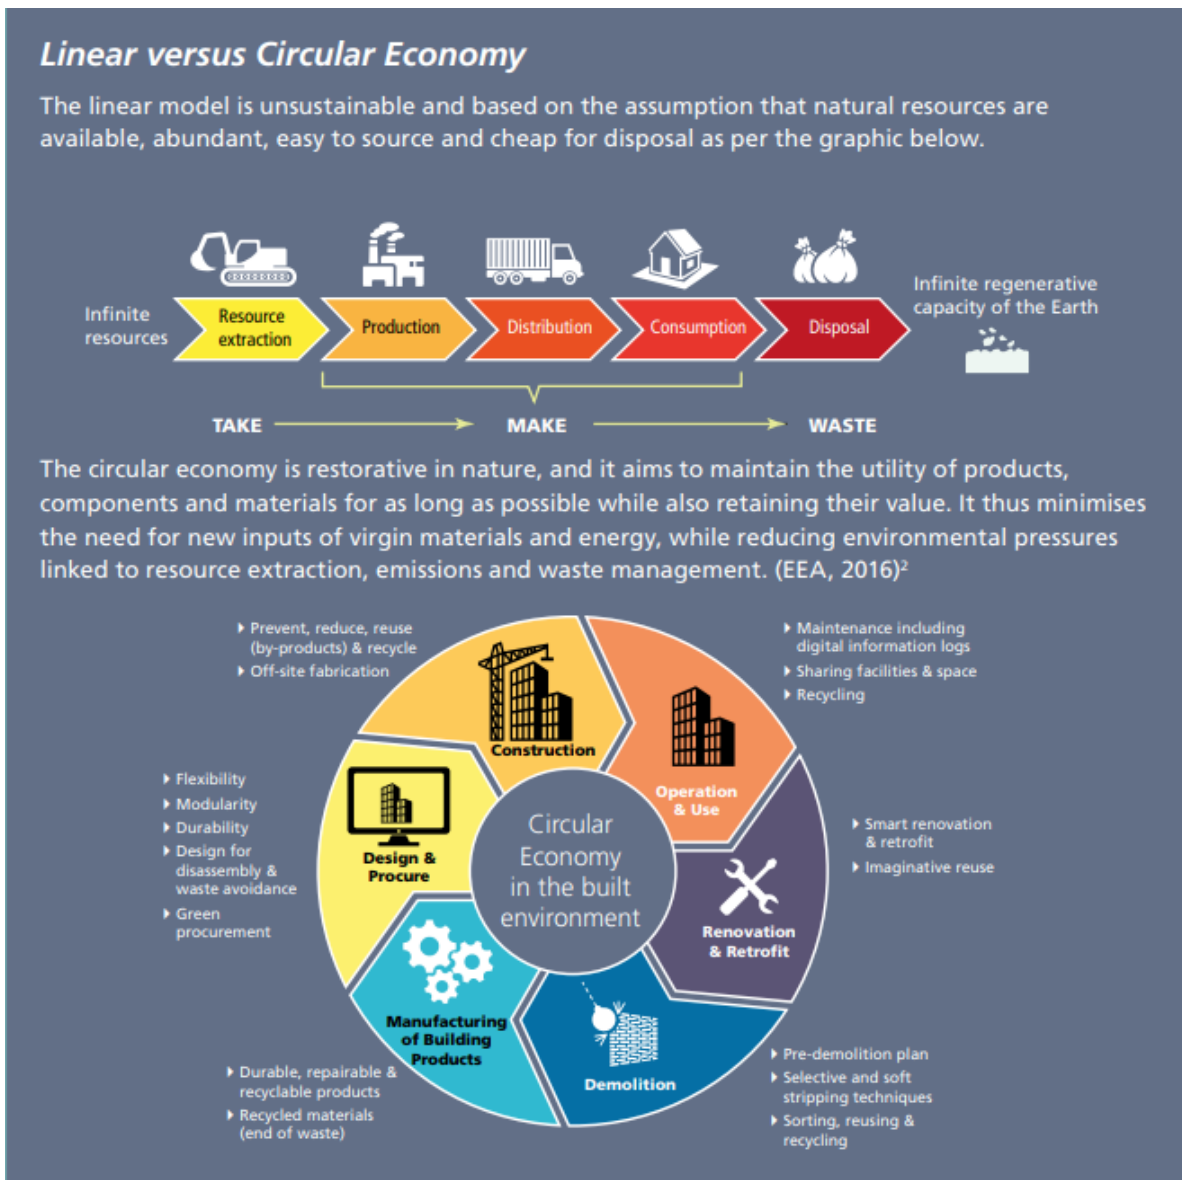 Linear versus Circular Economy
The linear model is unsustainable and based on the assumption that natural resources are
available, abundant, easy to source and cheap for disposal as per the graphic below.
Infinite
resources
Resource
extraction
Production
Distribution
Consumption
Disposal
Infinite regenerative
capacity of the Earth
TAKE
MAKE
WASTE
The circular economy is restorative in nature, and it aims to maintain the utility of products,
components and materials for as long as possible while also retaining their value. It thus minimises
the need for new inputs of virgin materials and energy, while reducing environmental pressures
linked to resource extraction, emissions and waste management. (EEA, 2016)²
Prevent, reduce, reuse
(by-products) & recycle
Off-site fabrication
Construction
Maintenance including
digital information logs
Sharing facilities & space
Recycling
Operation
& Use
Flexibility
Modularity
Durability
Design for
disassembly &
waste avoidance
Green
procurement
Design &
Procure
Circular
Economy
in the built
environment
Smart renovation
& retrofit
Imaginative reuse
Renovation
& Retrofit
Manufacturing
of Building
Products
Durable, repairable &
recyclable products
Recycled materials
(end of waste)
Demolition
Pre-demolition plan
Selective and soft
stripping techniques
Sorting, reusing &
recycling